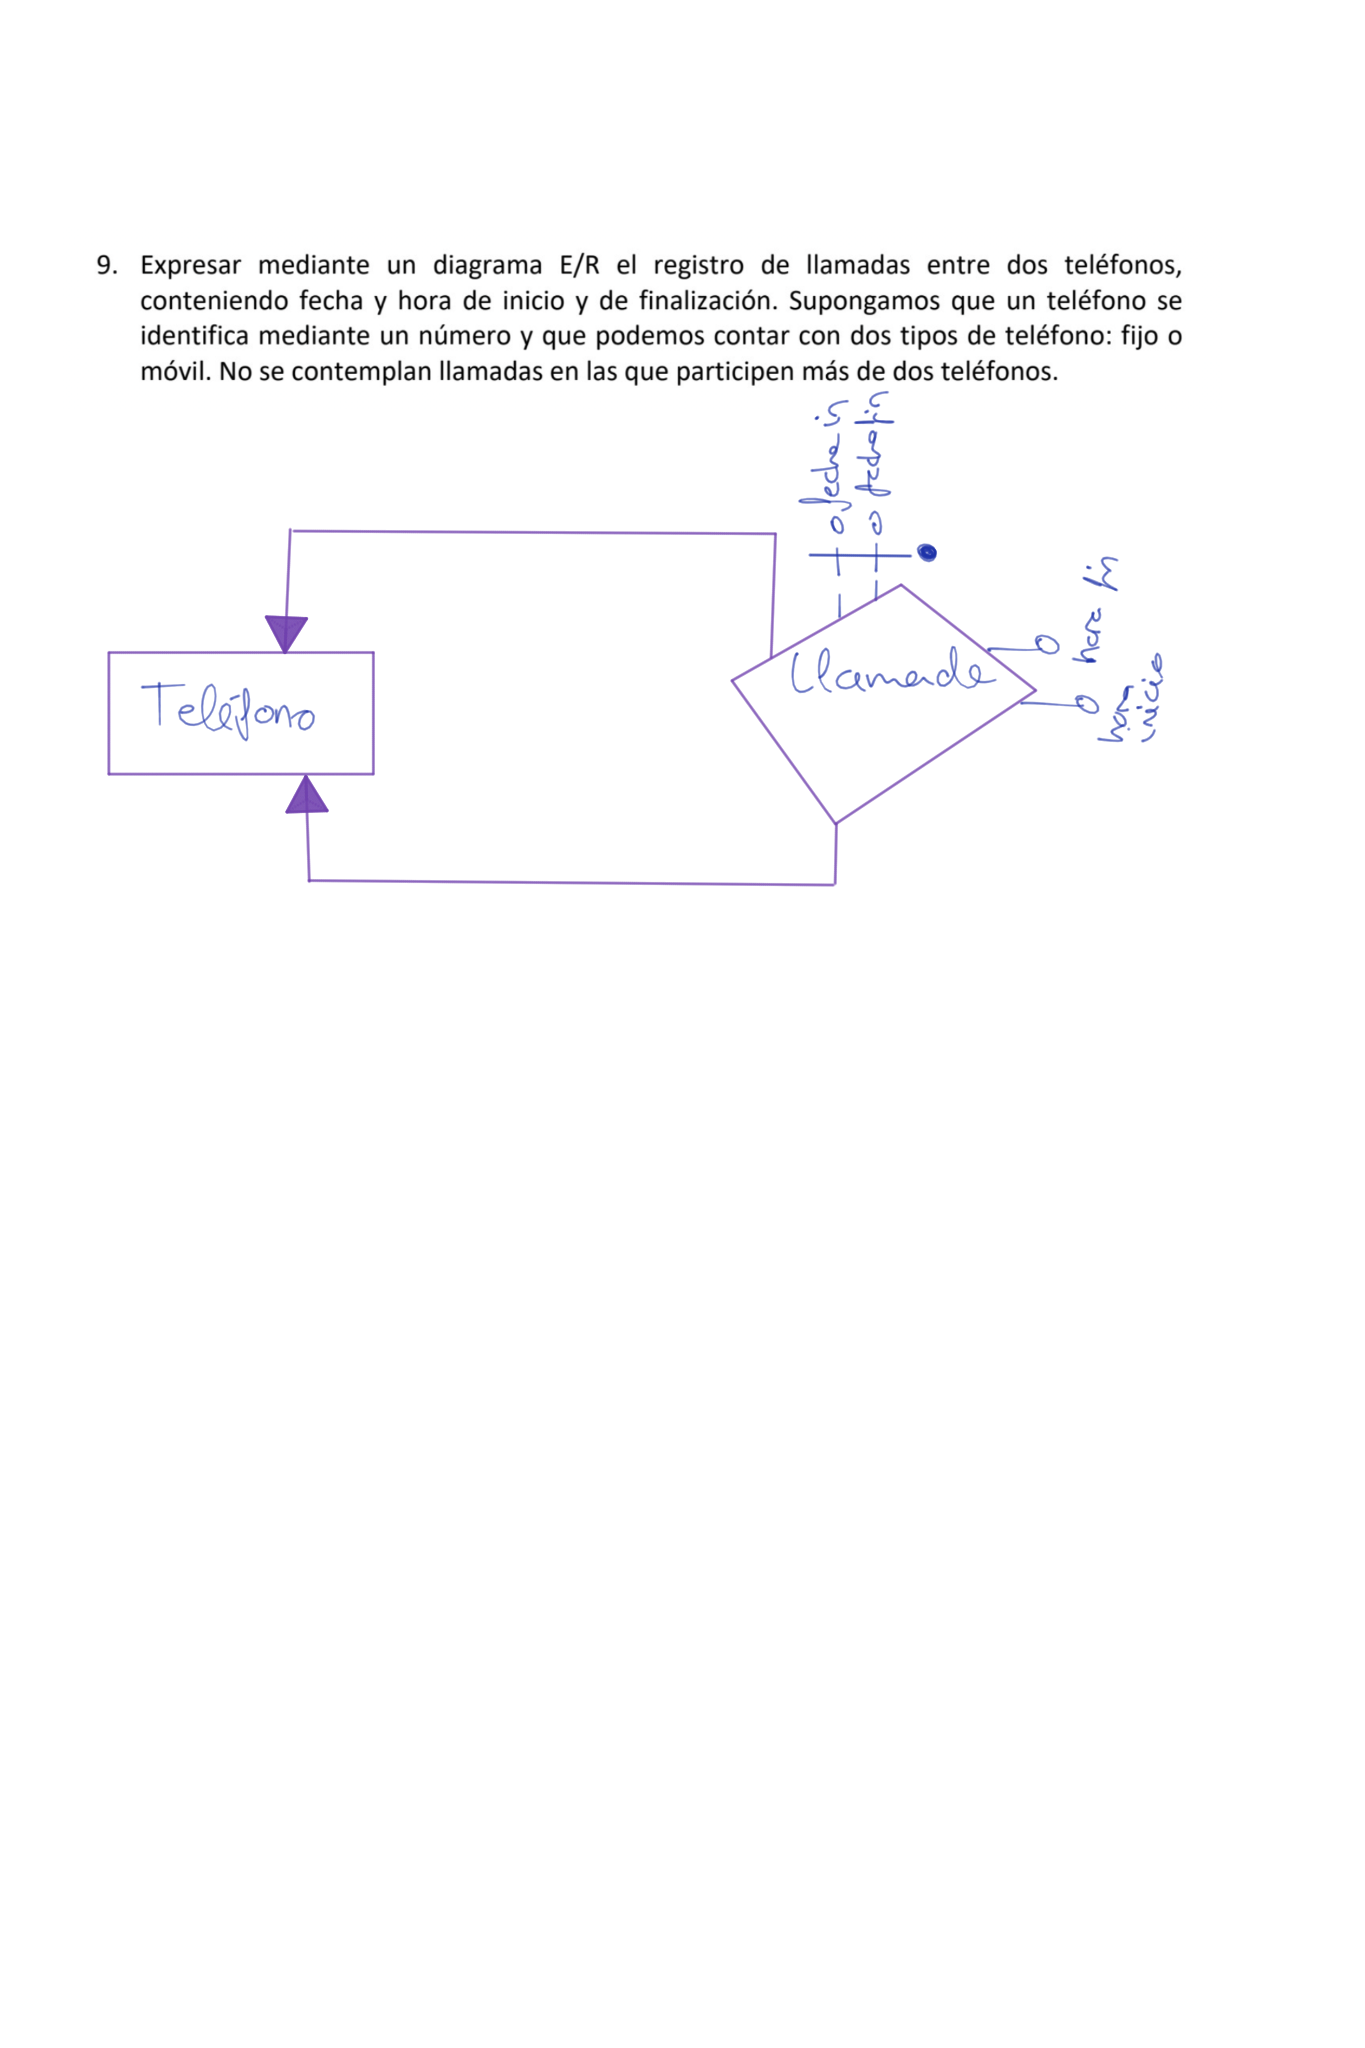 9. Expresar mediante un diagrama E/R el registro de llamadas entre dos teléfonos,
conteniendo fecha y hora de inicio y de finalización. Supongamos que un teléfono se
identifica mediante un número y que podemos contar con dos tipos de teléfono: fijo o
móvil. No se contemplan llamadas en las que participen más de dos teléfonos.
fecha in
fecha fin
hora fin
hora
inicio
Llamada
Teléfono